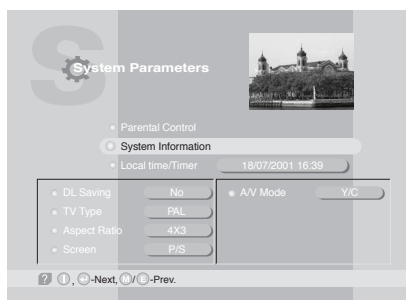 S
System Parameters
Parental Control
System Information
Local time/Timer 18/07/2001 16:39
DL Saving No
TV Type PAL
Aspect Ratio 4X3
Screen P/S
A/V Mode Y/C
? i , -Next, M / E -Prev.